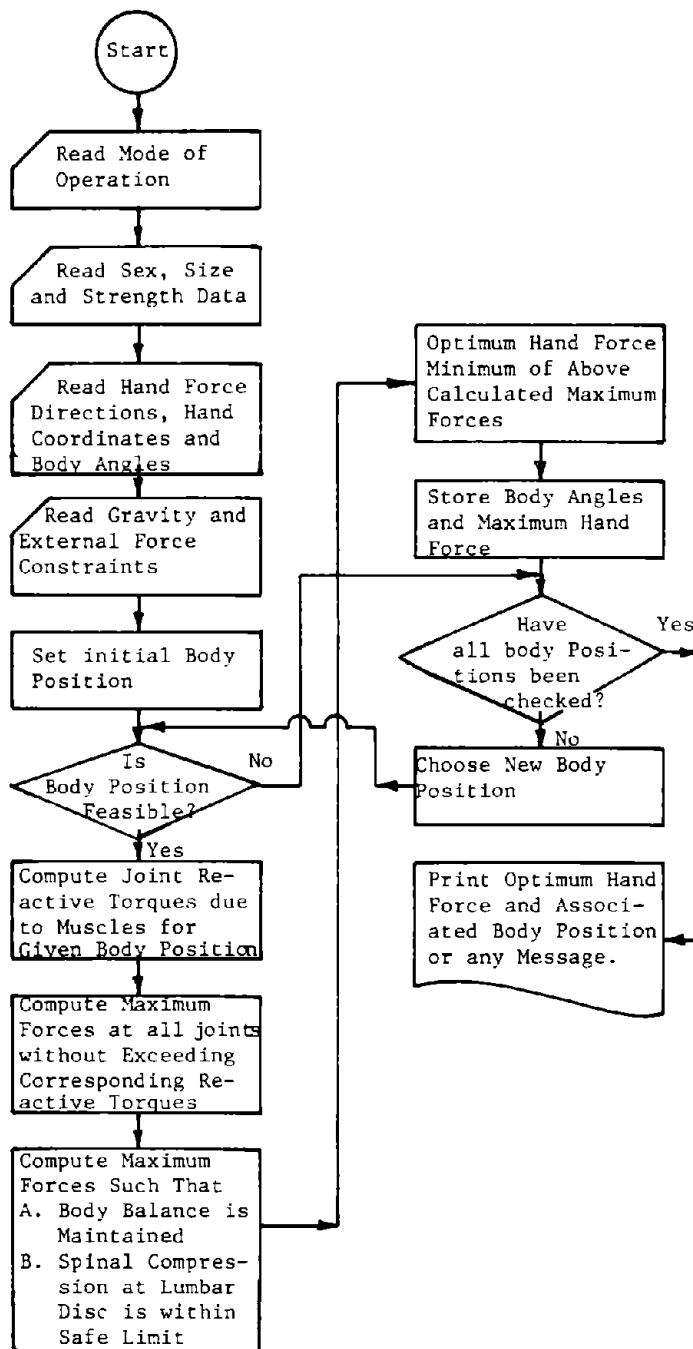 Start
Read Mode of
Operation
Read Sex, Size
and Strength Data
Read Hand Force
Directions, Hand
Coordinates and
Body Angles
Read Gravity and
External Force
Constraints
Set initial Body
Position
Is
Body Position
Feasible?
No
Yes
Compute Joint Re-
active Torques due
to Muscles for
Given Body Position
Compute Maximum
Forces at all joints
without Exceeding
Corresponding Re-
active Torques
Compute Maximum
Forces Such That
A. Body Balance is
Maintained
B. Spinal Compres-
sion at Lumbar
Disc is within
Safe Limit
Optimum Hand Force
Minimum of Above
Calculated Maximum
Forces
Store Body Angles
and Maximum Hand
Force
Have
all body Posi-
tions been
checked?
Yes
No
Choose New Body
Position
Print Optimum Hand
Force and Associ-
ated Body Position
or any Message.